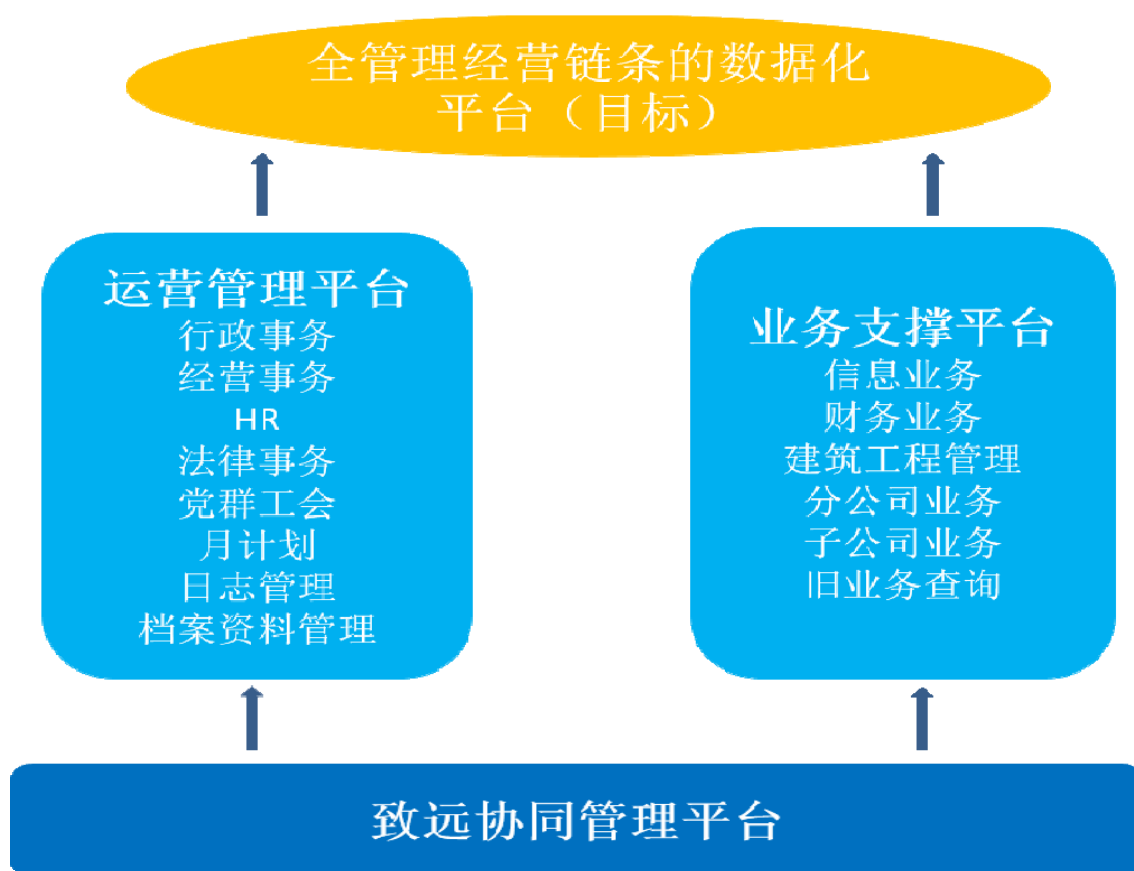 全管理经营链条的数据化
平台（目标）
运营管理平台
行政事务
经营事务
HR
法律事务
党群工会
月计划
日志管理
档案资料管理
业务支撑平台
信息业务
财务业务
建筑工程管理
分公司业务
子公司业务
旧业务查询
致远协同管理平台